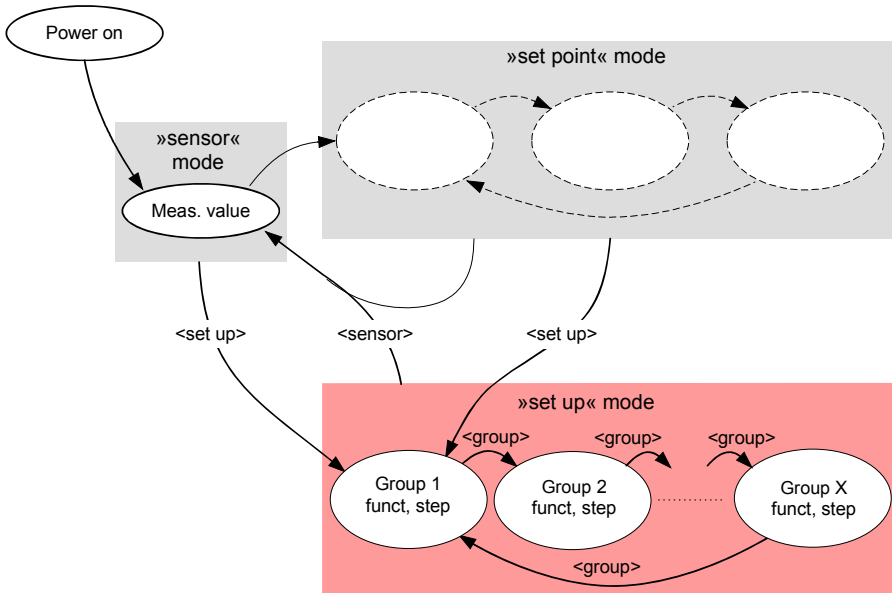 Power on
»set point« mode
»sensor«
mode
Meas. value
<set up>
<sensor>
<set up>
»set up« mode
<group>
<group>
<group>
Group 1
funct, step
Group 2
funct, step
Group X
funct, step
<group>